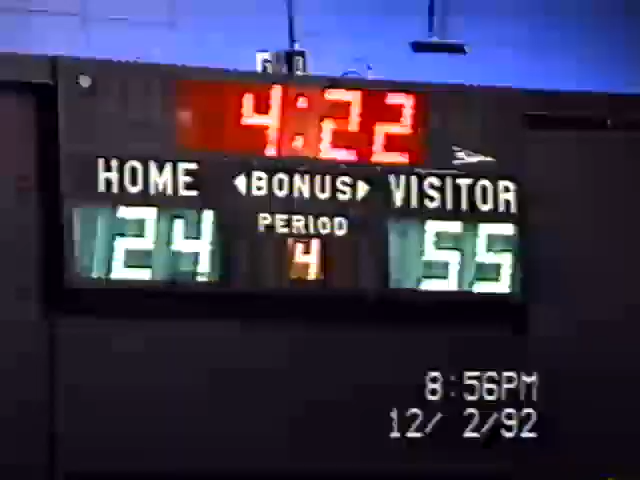 4:22
HOME ◀BONUS▶ VISITOR
PERIOD
24 4 55
8:56PM
12/ 2/92